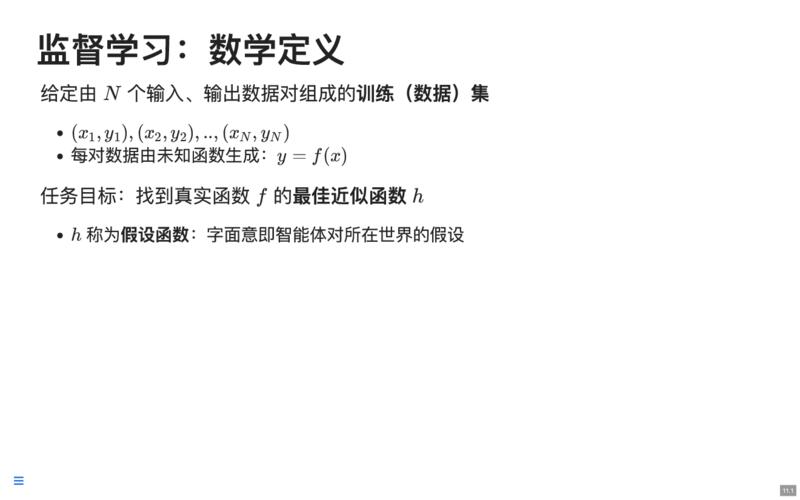 监督学习：数学定义
给定由 N 个输入、输出数据对组成的训练（数据）集
• (x₁, y₁), (x₂, y₂), .., (x_N, y_N)
• 每对数据由未知函数生成：y = f(x)
任务目标：找到真实函数 f 的最佳近似函数 h
• h 称为假设函数：字面意即智能体对所在世界的假设
11.1